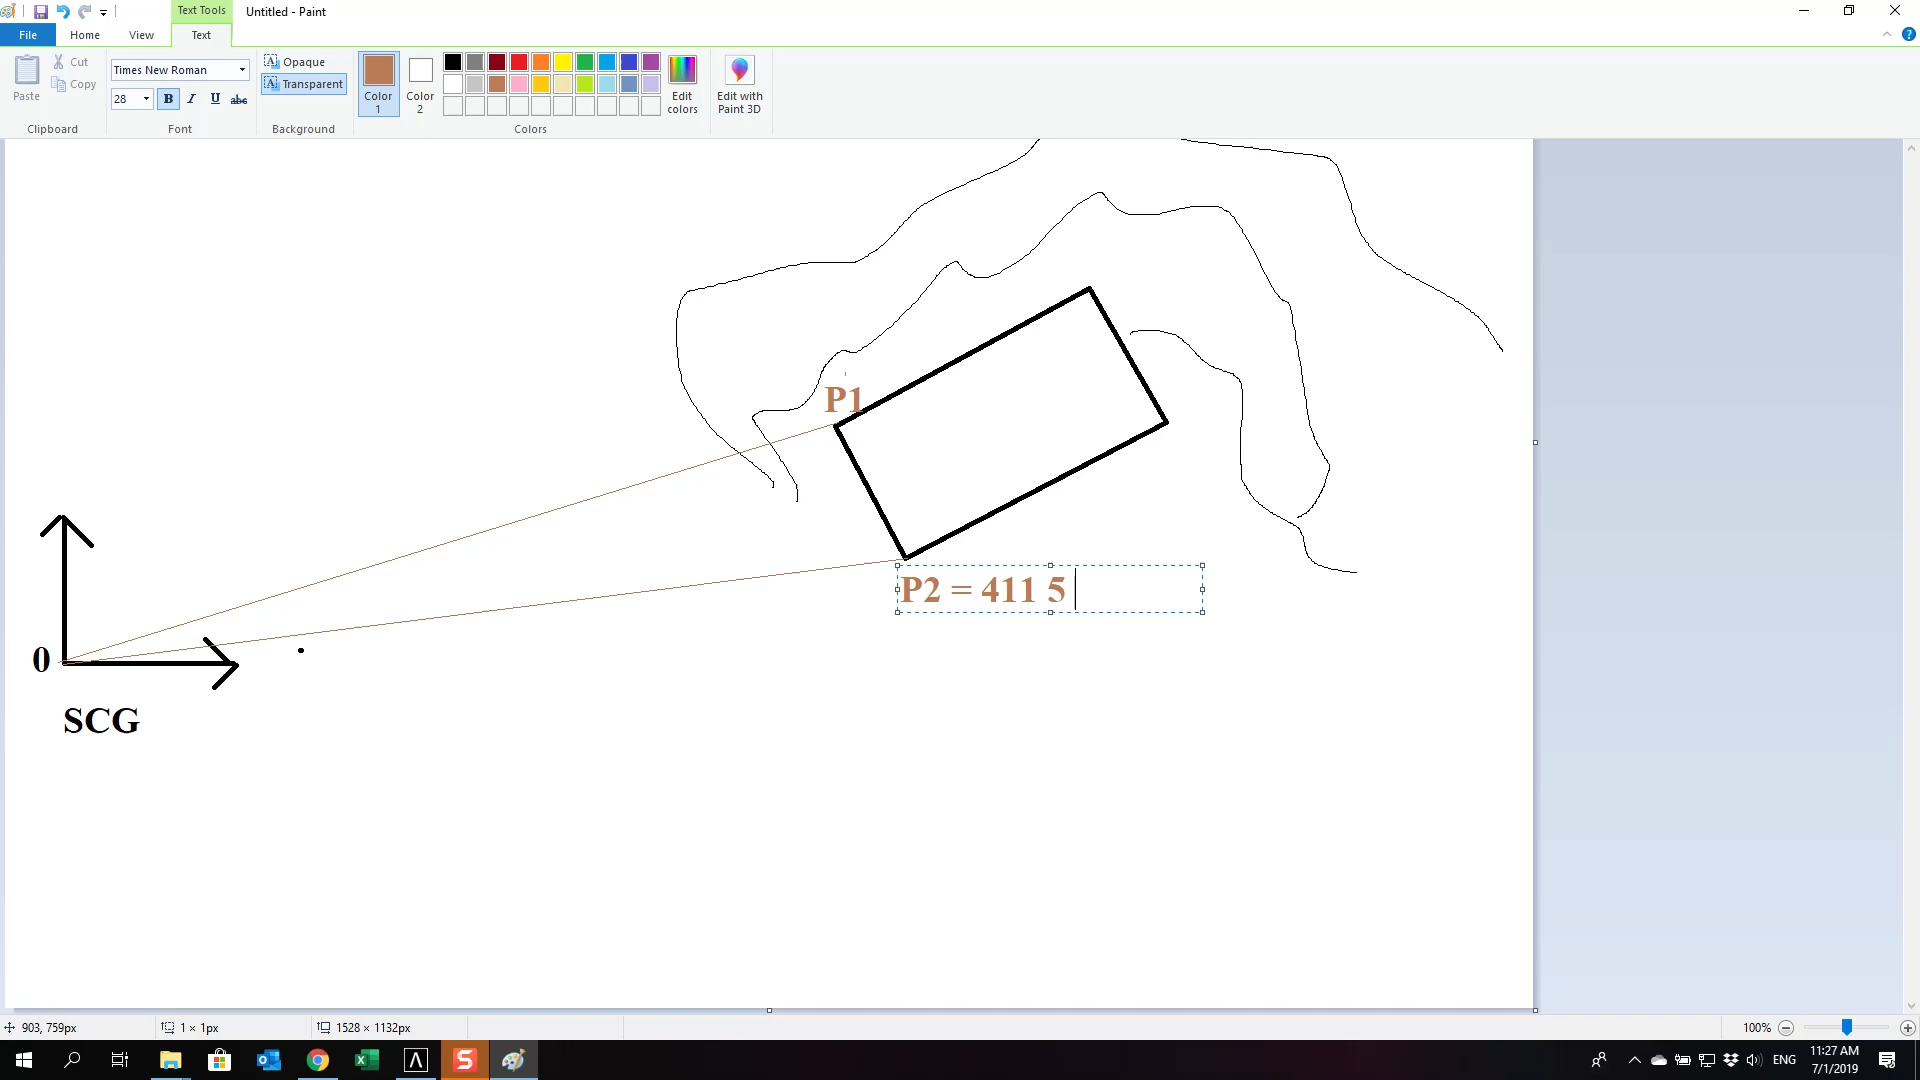 Text Tools
Untitled - Paint
File
Home
View
Text
?
Paste
Cut
Copy
Clipboard
Times New Roman
28
B
I
U
abc
Font
A
Opaque
A
Transparent
Background
Color
1
Color
2
Edit
colors
Colors
Edit with
Paint 3D
P1
P2 = 411 5
0
SCG
903, 759px
1 × 1px
1528 × 1132px
100%
S
ENG
11:27 AM
7/1/2019